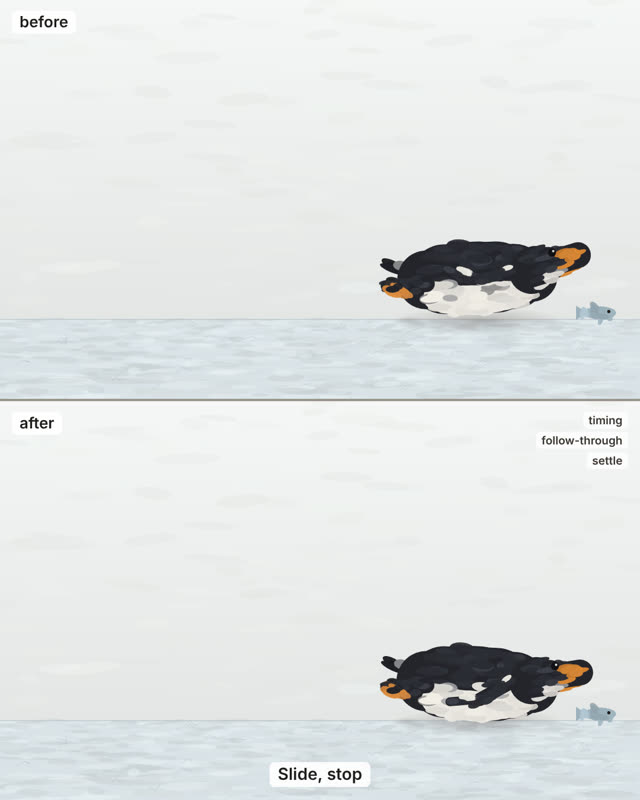 before
after
timing
follow-through
settle
Slide, stop